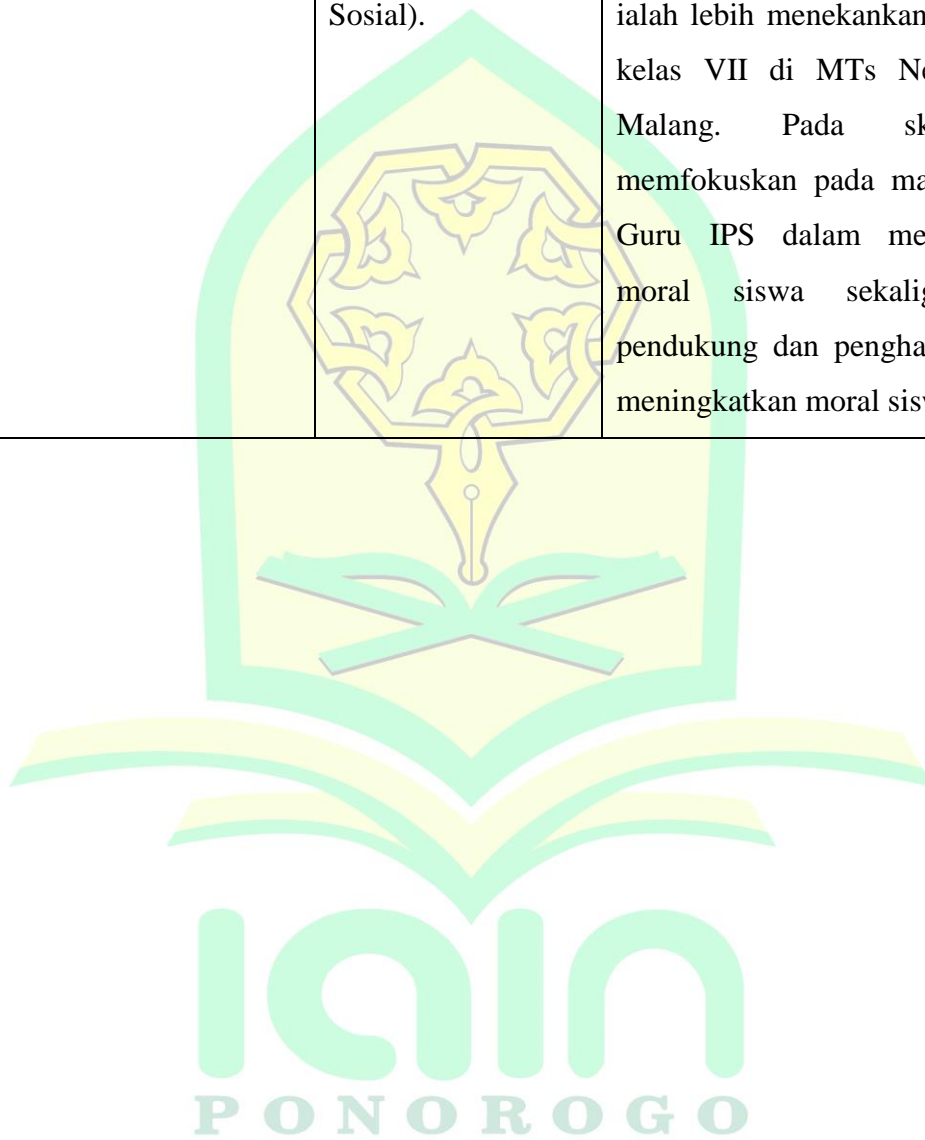 Sosial).
ialah lebih menekankan
kelas VII di MTs
Malang. Pada
memfokuskan pada
Guru IPS dalam
moral siswa
pendukung dan
meningkatkan moral
iain
PONOROGO